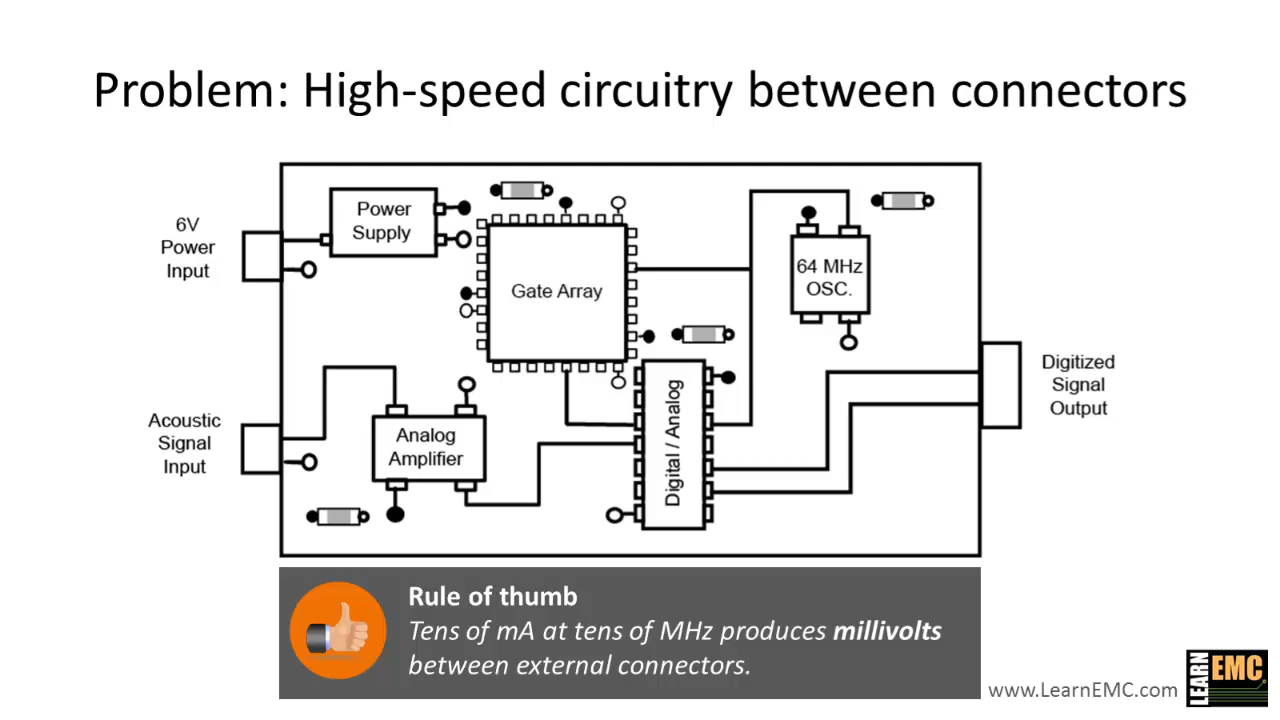 Problem: High-speed circuitry between connectors
6V
Power
Input
Power
Supply
Gate Array
64 MHz
OSC.
Digitized
Signal
Output
Acoustic
Signal
Input
Analog
Amplifier
Digital / Analog
Rule of thumb
Tens of mA at tens of MHz produces millivolts
between external connectors.
www.LearnEMC.com
LEARN
EMC